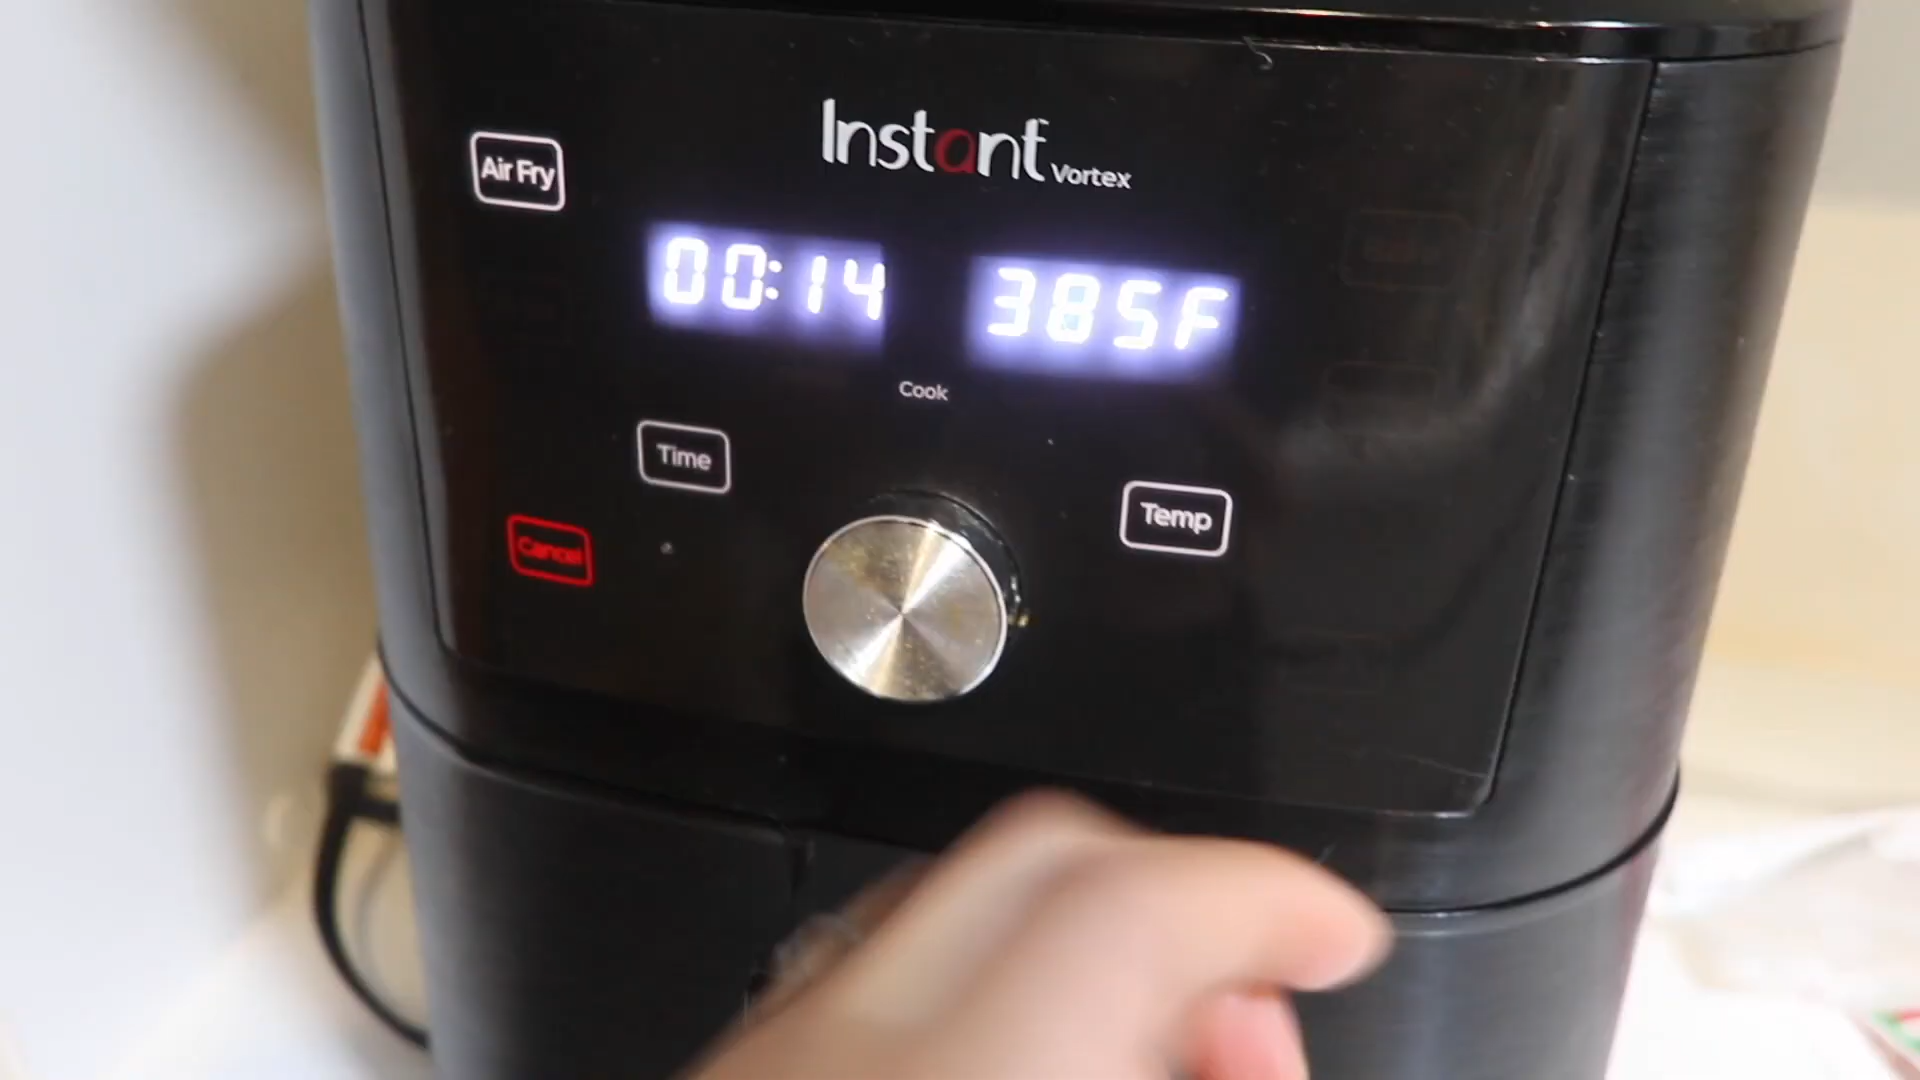 Instant Vortex
Air Fry
00:14 385F
Cook
Time
Temp
Cancel